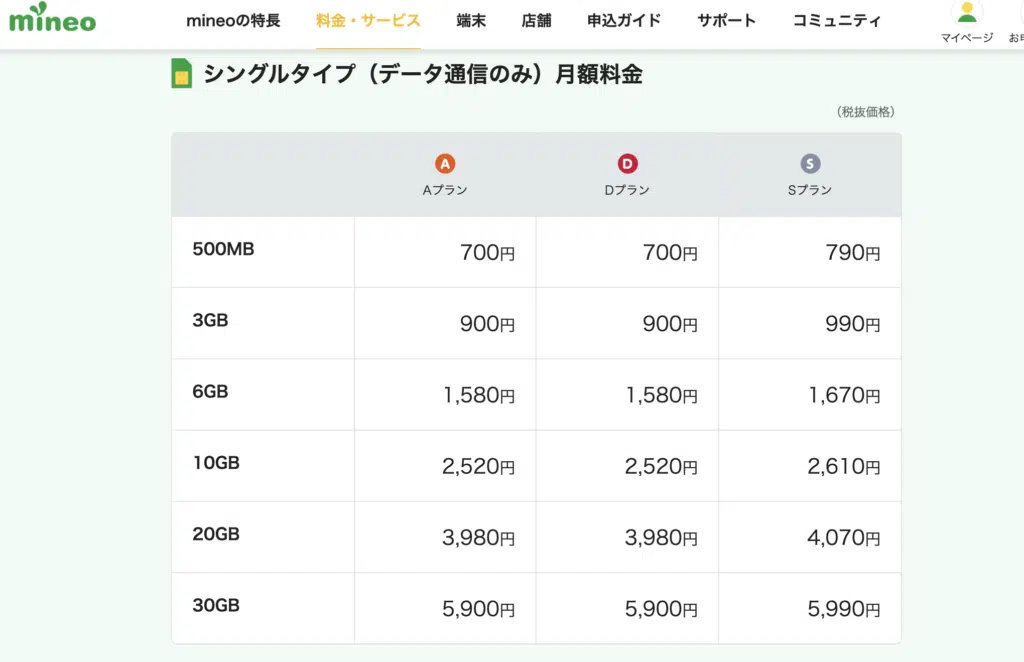 mineo
mineoの特長 料金・サービス 端末 店舗 申込ガイド サポート コミュニティ
マイページ
シングルタイプ（データ通信のみ）月額料金
（税抜価格）
A D S
Aプラン Dプラン Sプラン
500MB 700円 700円 790円
3GB 900円 900円 990円
6GB 1,580円 1,580円 1,670円
10GB 2,520円 2,520円 2,610円
20GB 3,980円 3,980円 4,070円
30GB 5,900円 5,900円 5,990円